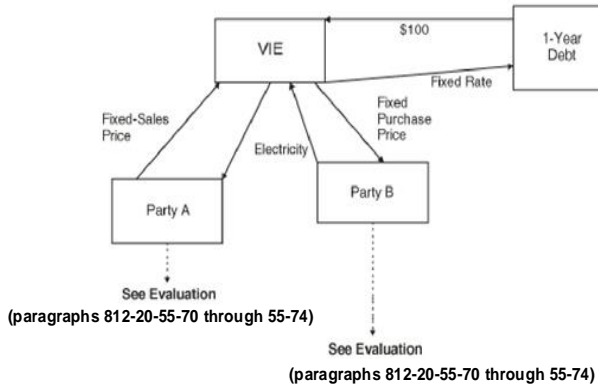 $100
1-Year
Debt
VIE
Fixed Rate
Fixed-Sales
Price
Fixed
Purchase
Price
Electricity
Party A
Party B
See Evaluation
(paragraphs 812-20-55-70 through 55-74)
See Evaluation
(paragraphs 812-20-55-70 through 55-74)